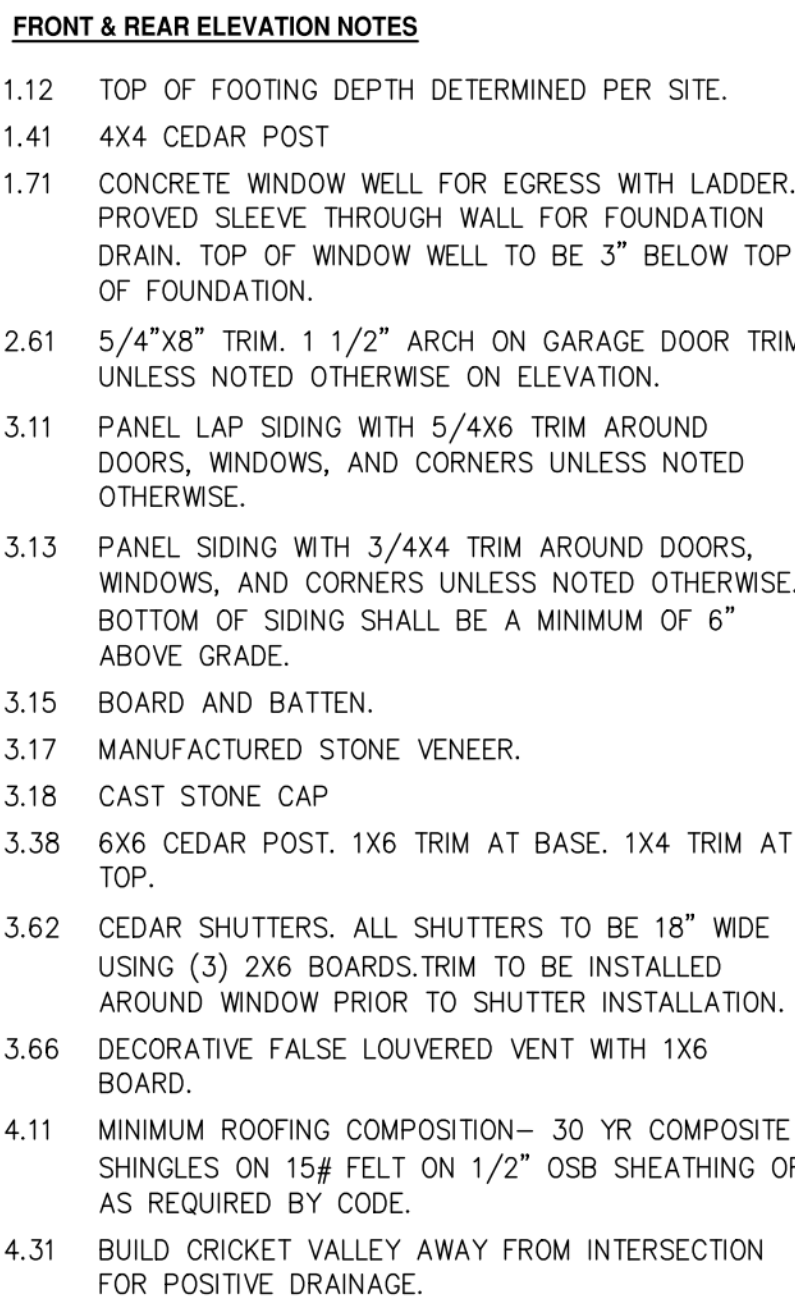 FRONT & REAR ELEVATION NOTES
1.12 TOP OF FOOTING DEPTH DETERMINED PER SITE.
1.41 4X4 CEDAR POST
1.71 CONCRETE WINDOW WELL FOR EGRESS WITH LADDER.
PROVED SLEEVE THROUGH WALL FOR FOUNDATION
DRAIN. TOP OF WINDOW WELL TO BE 3" BELOW TOP
OF FOUNDATION.
2.61 5/4"X8" TRIM. 1 1/2" ARCH ON GARAGE DOOR TRIM
UNLESS NOTED OTHERWISE ON ELEVATION.
3.11 PANEL LAP SIDING WITH 5/4X6 TRIM AROUND
DOORS, WINDOWS, AND CORNERS UNLESS NOTED
OTHERWISE.
3.13 PANEL SIDING WITH 3/4X4 TRIM AROUND DOORS,
WINDOWS, AND CORNERS UNLESS NOTED OTHERWISE.
BOTTOM OF SIDING SHALL BE A MINIMUM OF 6"
ABOVE GRADE.
3.15 BOARD AND BATTEN.
3.17 MANUFACTURED STONE VENEER.
3.18 CAST STONE CAP
3.38 6X6 CEDAR POST. 1X6 TRIM AT BASE. 1X4 TRIM AT
TOP.
3.62 CEDAR SHUTTERS. ALL SHUTTERS TO BE 18" WIDE
USING (3) 2X6 BOARDS.TRIM TO BE INSTALLED
AROUND WINDOW PRIOR TO SHUTTER INSTALLATION.
3.66 DECORATIVE FALSE LOUVERED VENT WITH 1X6
BOARD.
4.11 MINIMUM ROOFING COMPOSITION– 30 YR COMPOSITE
SHINGLES ON 15# FELT ON 1/2" OSB SHEATHING
AS REQUIRED BY CODE.
4.31 BUILD CRICKET VALLEY AWAY FROM INTERSECTION
FOR POSITIVE DRAINAGE.